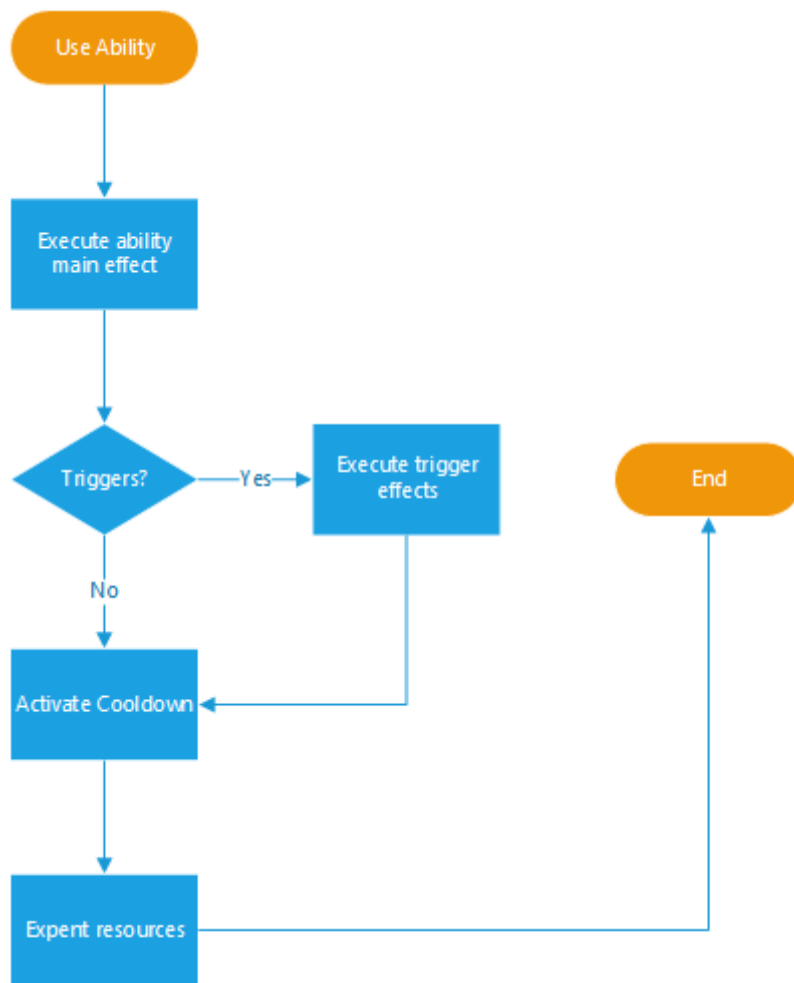 Use Ability
Execute ability
main effect
Triggers?
Yes
Execute trigger
effects
End
No
Activate Cooldown
Expent resources